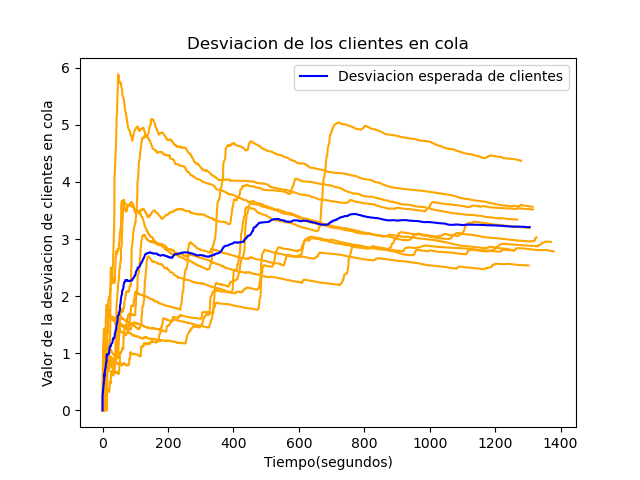 Desviacion de los clientes en cola
Desviacion esperada de clientes
Valor de la desviacion de clientes en cola
6
5
4
3
2
1
0
0 200 400 600 800 1000 1200 1400
Tiempo(segundos)